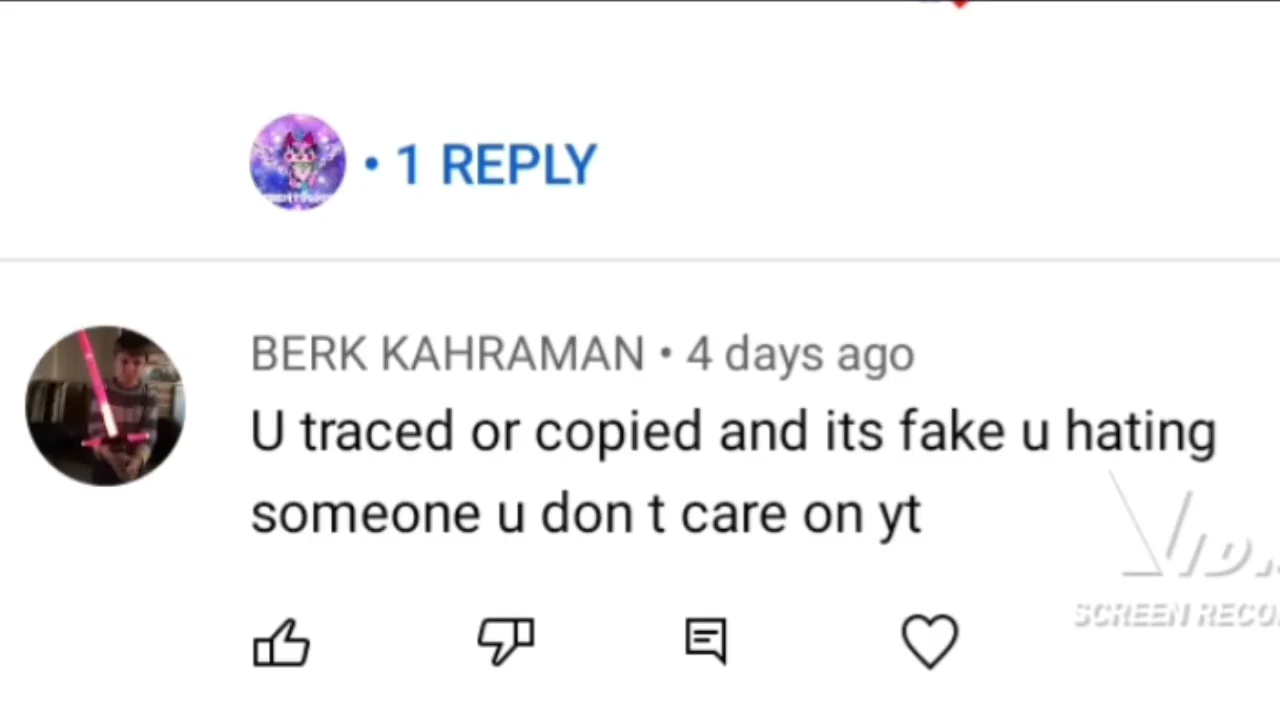 • 1 REPLY
BERK KAHRAMAN • 4 days ago
U traced or copied and its fake u hating
someone u don t care on yt
SCREEN